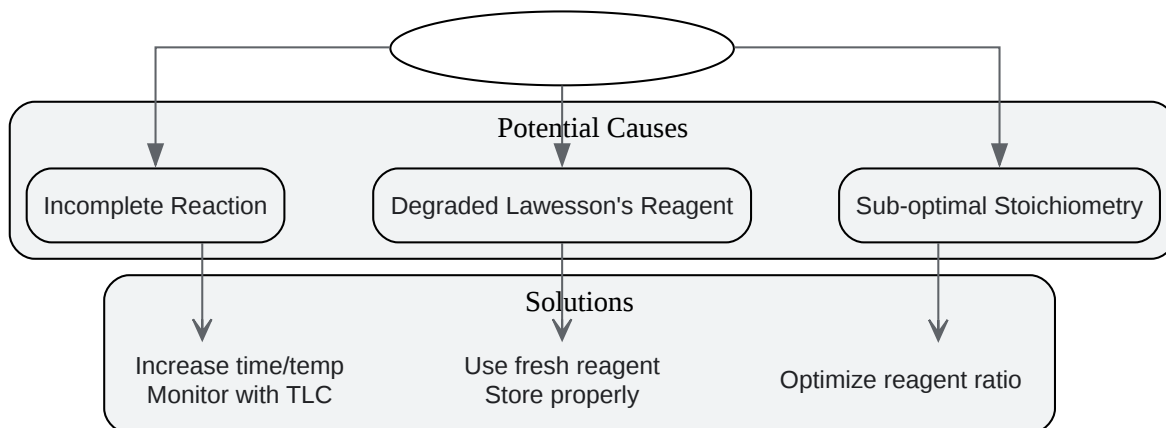 Potential Causes
Incomplete Reaction
Degraded Lawesson's Reagent
Sub-optimal Stoichiometry
Solutions
Increase time/temp
Monitor with TLC
Use fresh reagent
Store properly
Optimize reagent ratio